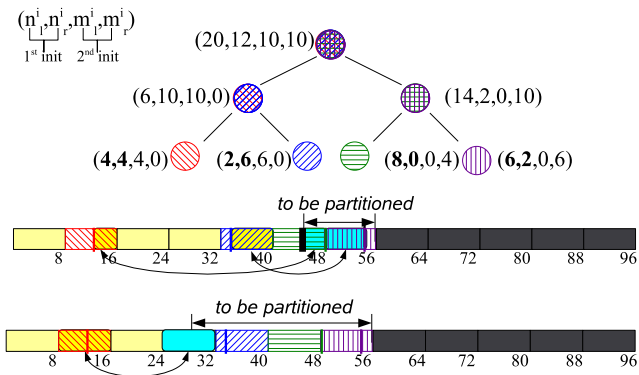 (n^i_l,n^i_r,m^i_l,m^i_r)
1st init 2nd init
(20,12,10,10)
(6,10,10,0) (14,2,0,10)
(4,4,4,0) (2,6,6,0) (8,0,0,4) (6,2,0,6)
to be partitioned
8 16 24 32 40 48 56 64 72 80 88 96
to be partitioned
8 16 24 32 40 48 56 64 72 80 88 96